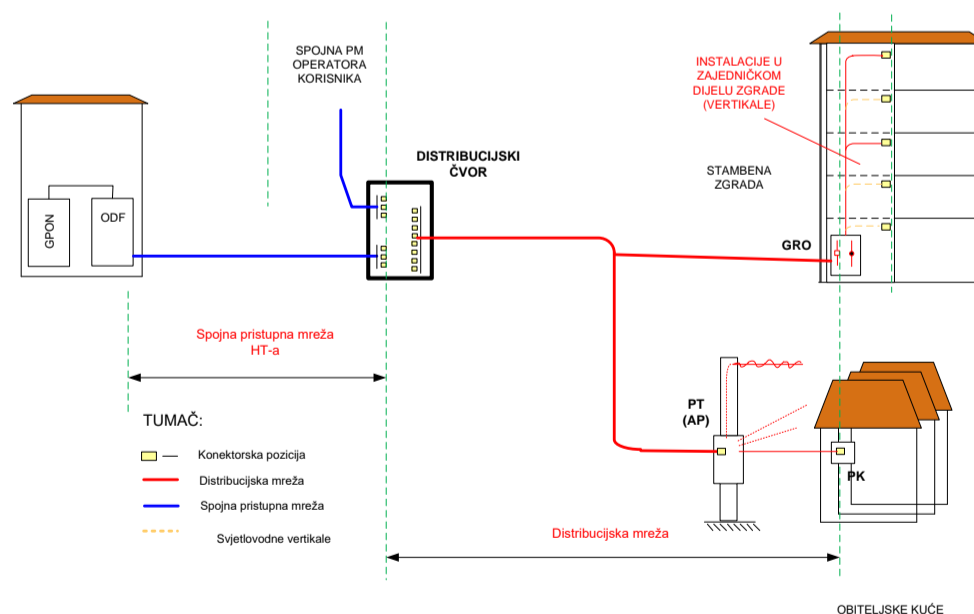 SPOJNA PM
OPERATORA
KORISNIKA
INSTALACIJE U
ZAJEDNIČKOM
DIJELU ZGRADE
(VERTIKALE)
DISTRIBUCIJSKI
ČVOR
STAMBENA
ZGRADA
GPON
ODF
GRO
Spojna pristupna mreža
HT-a
PT
(AP)
PK
TUMAČ:
Konektorska pozicija
Distribucijska mreža
Spojna pristupna mreža
Svjetlovodne vertikale
Distribucijska mreža
OBITELJSKE KUĆE